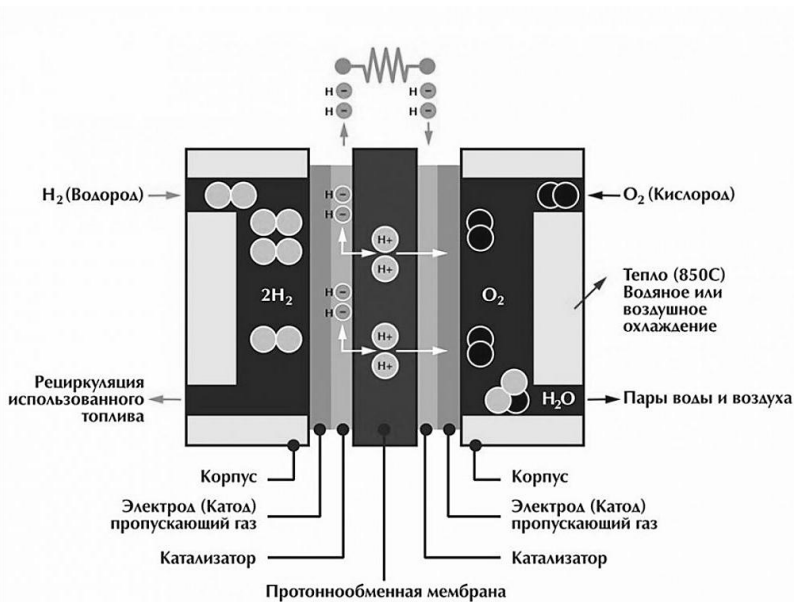 H –
H –
H –
H –
H₂ (Водород)
O₂ (Кислород)
H –
H –
H+
H+
2H₂
O₂
H –
H –
H+
H+
Тепло (850С)
Водяное или
воздушное
охлаждение
Рециркуляция
использованного
топлива
H₂O
Пары воды и воздуха
Корпус
Корпус
Электрод (Катод)
пропускающий газ
Электрод (Катод)
пропускающий газ
Катализатор
Катализатор
Протоннообменная мембрана